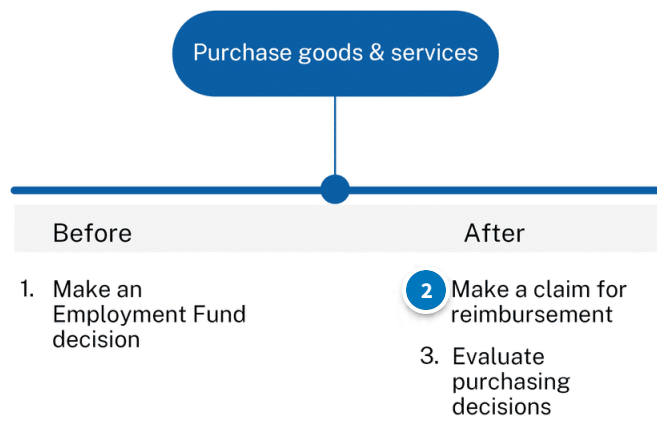 Purchase goods & services
Before
After
1. Make an
Employment Fund
decision
2 Make a claim for
reimbursement
3. Evaluate
purchasing
decisions